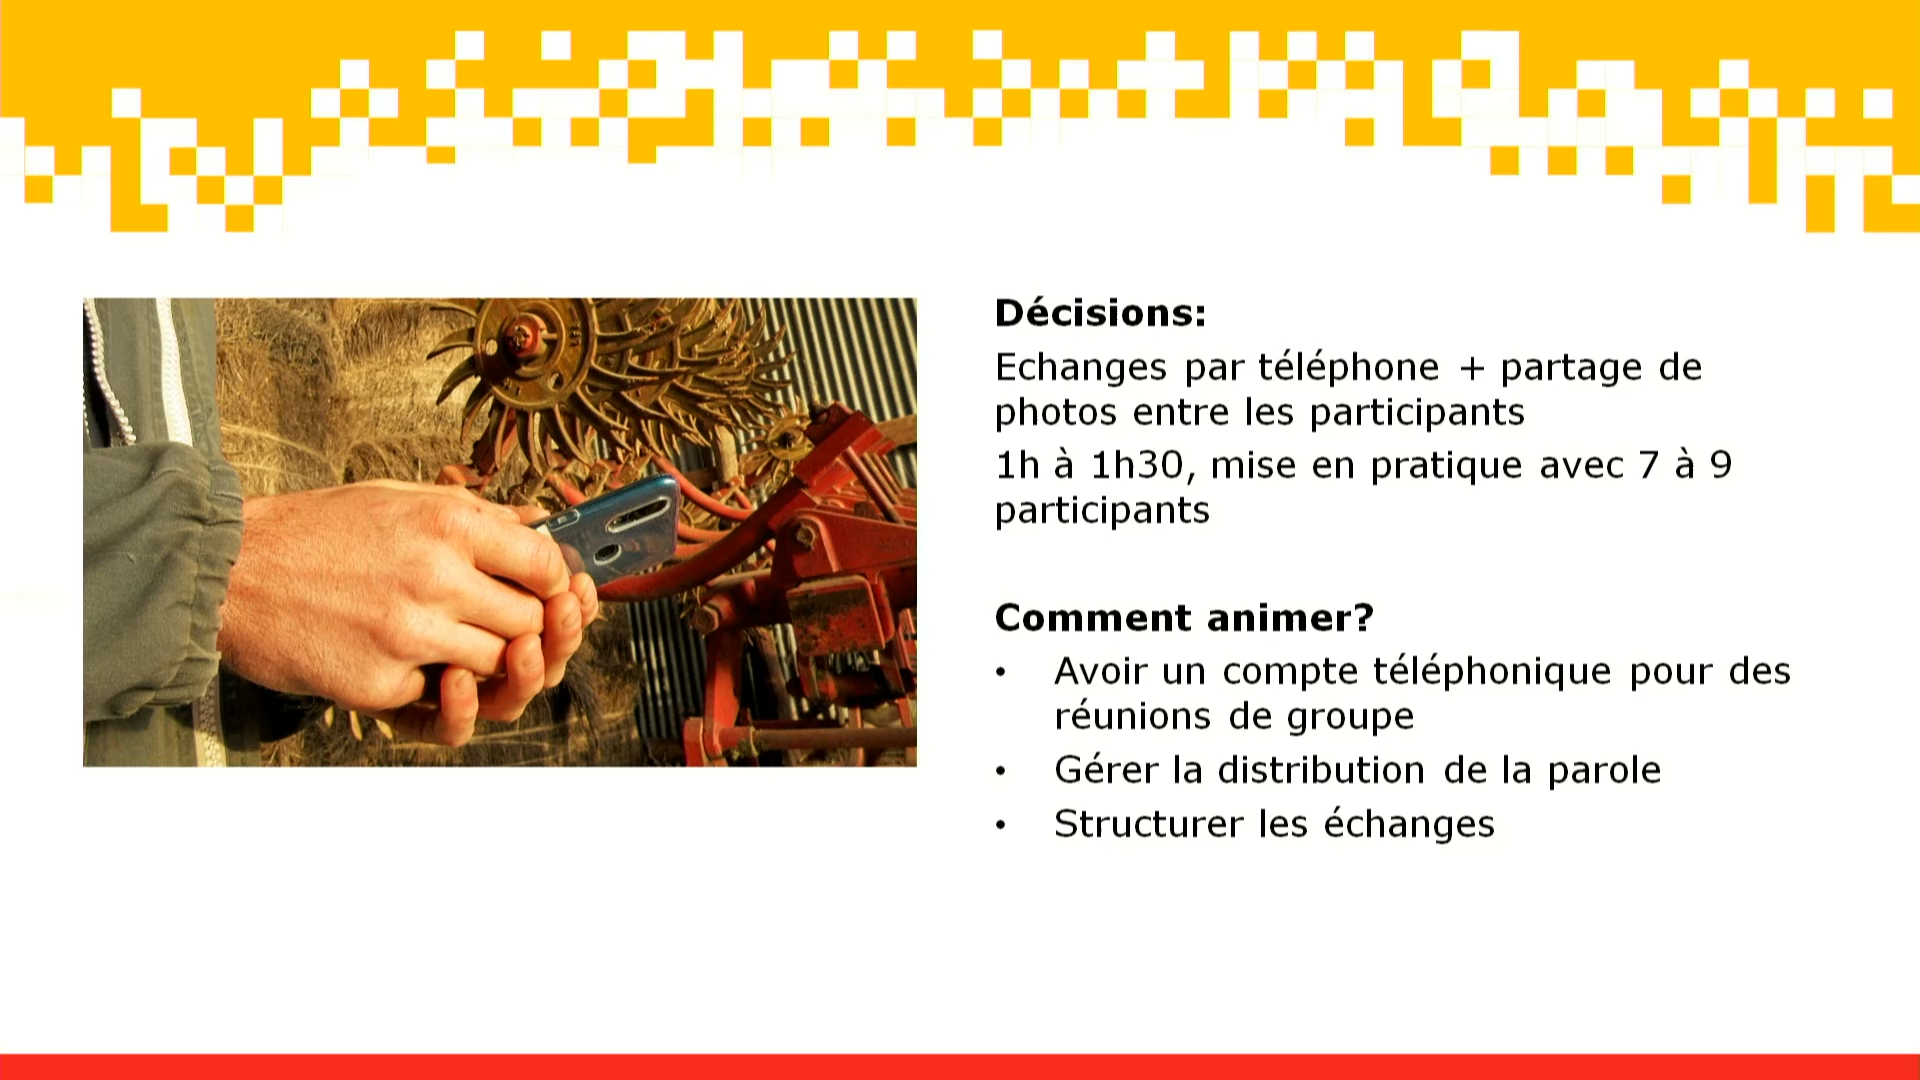 Décisions:
Echanges par téléphone + partage de
photos entre les participants
1h à 1h30, mise en pratique avec 7 à 9
participants
Comment animer?
• Avoir un compte téléphonique pour des
réunions de groupe
• Gérer la distribution de la parole
• Structurer les échanges